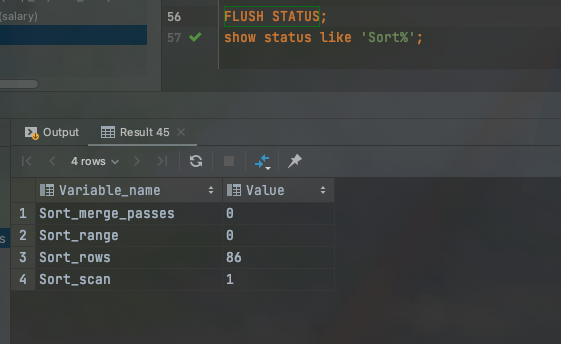 (salary)
56 FLUSH STATUS;
57 show status like 'Sort%';
Output Result 45
4 rows
Variable_name Value
1 Sort_merge_passes 0
2 Sort_range 0
3 Sort_rows 86
4 Sort_scan 1
s